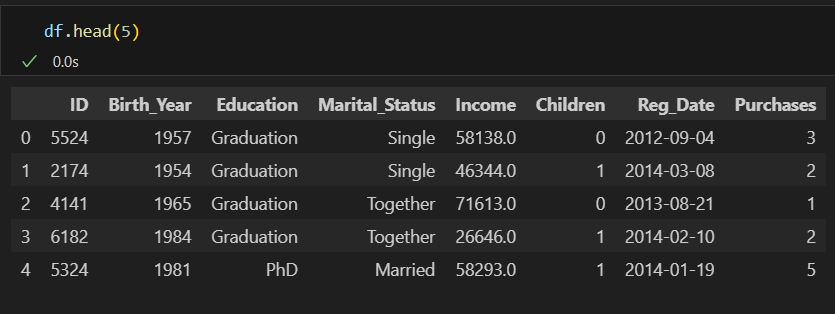 df.head(5)
0.0s
ID Birth_Year Education Marital_Status Income Children Reg_Date Purchases
0 5524 1957 Graduation Single 58138.0 0 2012-09-04 3
1 2174 1954 Graduation Single 46344.0 1 2014-03-08 2
2 4141 1965 Graduation Together 71613.0 0 2013-08-21 1
3 6182 1984 Graduation Together 26646.0 1 2014-02-10 2
4 5324 1981 PhD Married 58293.0 1 2014-01-19 5